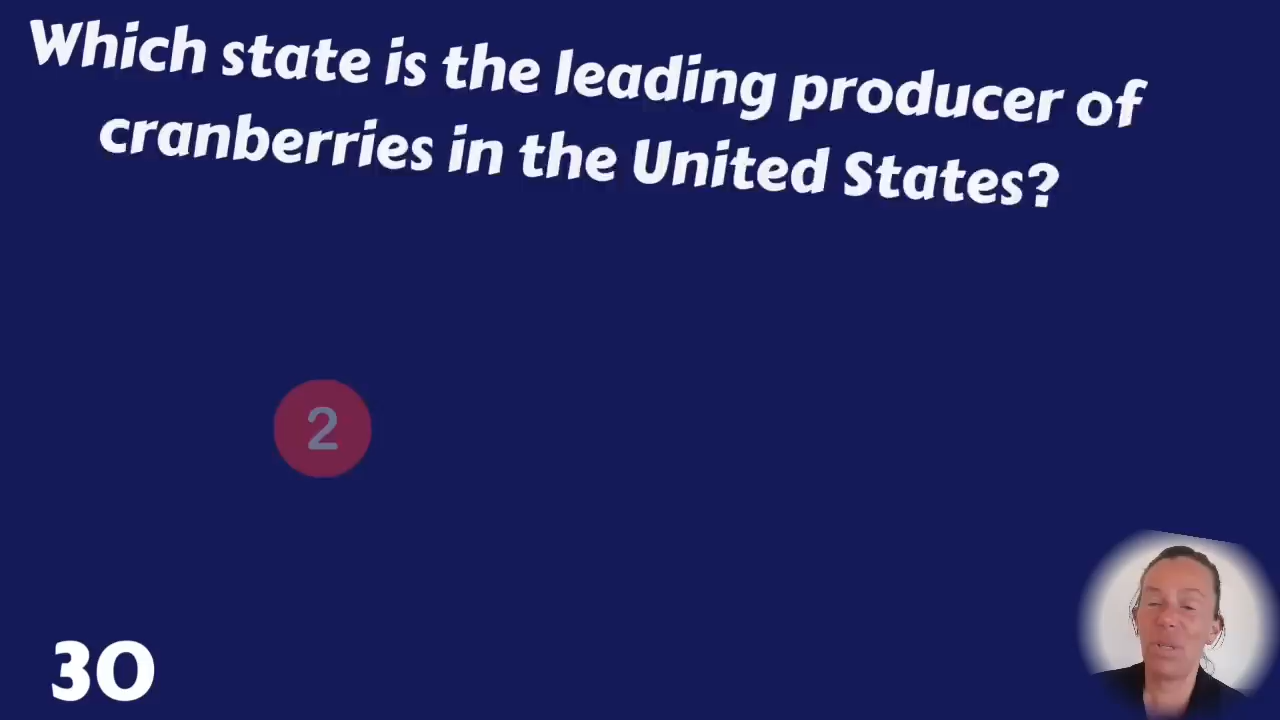 Which state is the leading producer of
cranberries in the United States?
2
30